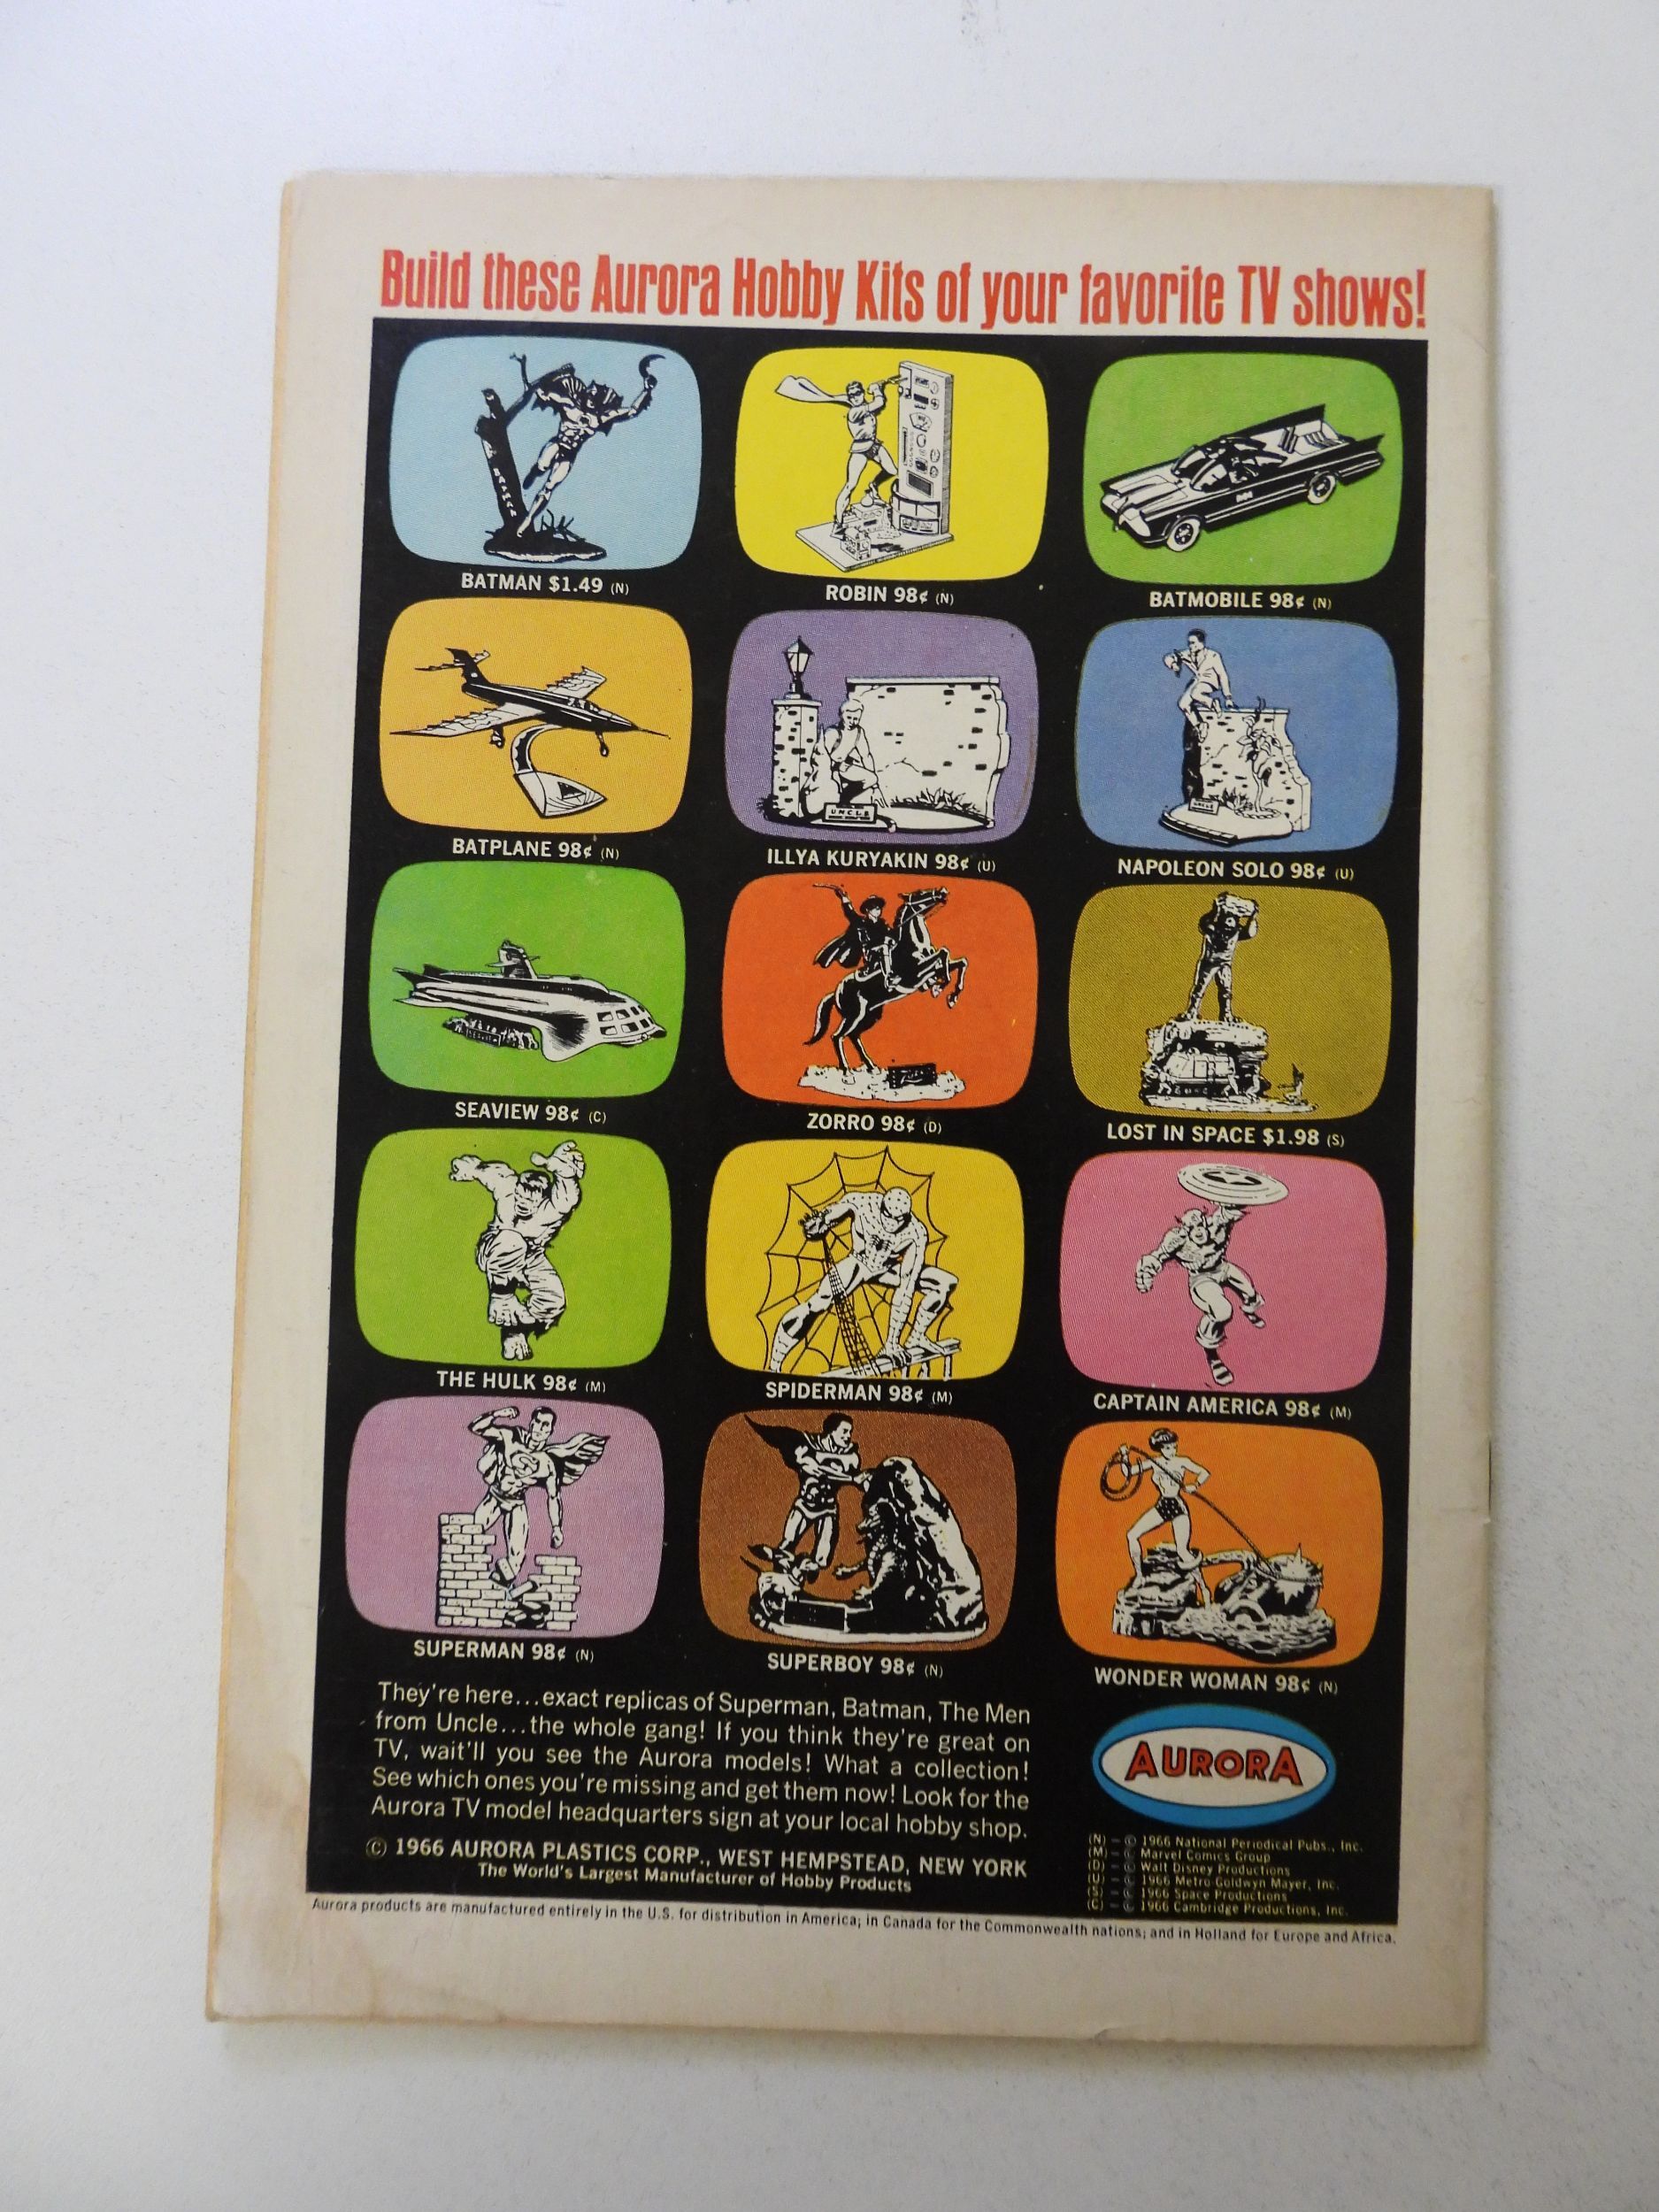 Build these Aurora Hobby Kits of your favorite TV shows!
BATMAN
BATMAN $1.49 (N)
ROBIN 98¢ (N)
BATMOBILE 98¢ (N)
BATPLANE 98¢ (N)
U.N.C.L.E
ILLYA KURYAKIN 98¢ (U)
UNCLE
NAPOLEON SOLO 98¢ (U)
SEAVIEW 98¢ (C)
ZORRO 98¢ (D)
LOST IN SPACE $1.98 (S)
THE HULK 98¢ (M)
SPIDERMAN 98¢ (M)
CAPTAIN AMERICA 98¢ (M)
S
SUPERMAN 98¢ (N)
SUPERBOY 98¢ (N)
WONDER WOMAN 98¢ (N)
They're here...exact replicas of Superman, Batman, The Men
from Uncle...the whole gang! If you think they're great on
TV, wait'll you see the Aurora models! What a collection!
See which ones you're missing and get them now! Look for the
Aurora TV model headquarters sign at your local hobby shop.
© 1966 AURORA PLASTICS CORP., WEST HEMPSTEAD, NEW YORK
The World's Largest Manufacturer of Hobby Products
AURORA
(N) – © 1966 National Periodical Pubs., Inc.
(M) – © Marvel Comics Group
(D) – © Walt Disney Productions
(U) – © 1966 Metro-Goldwyn Mayer, Inc.
(S) – © 1966 Space Productions
(C) – © 1966 Cambridge Productions, Inc.
Aurora products are manufactured entirely in the U.S. for distribution in America; in Canada for the Commonwealth nations; and in Holland for Europe and Africa.